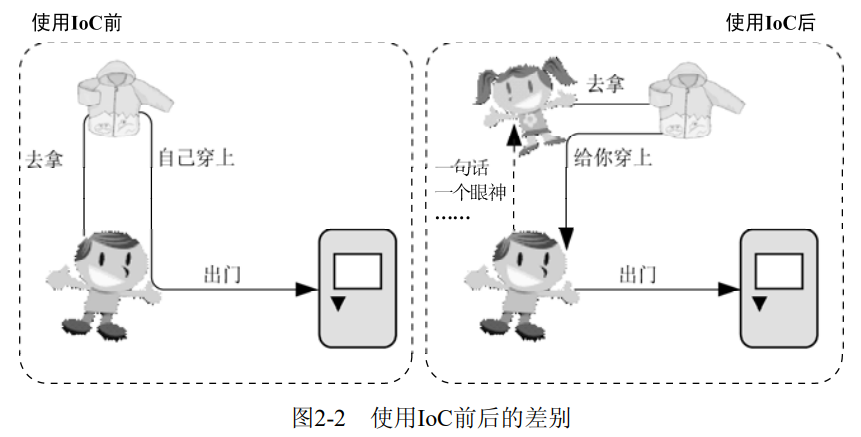 使用IoC前
去拿
自己穿上
出门
使用IoC后
去拿
给你穿上
一句话
一个眼神
……
出门
图2-2 使用IoC前后的差别